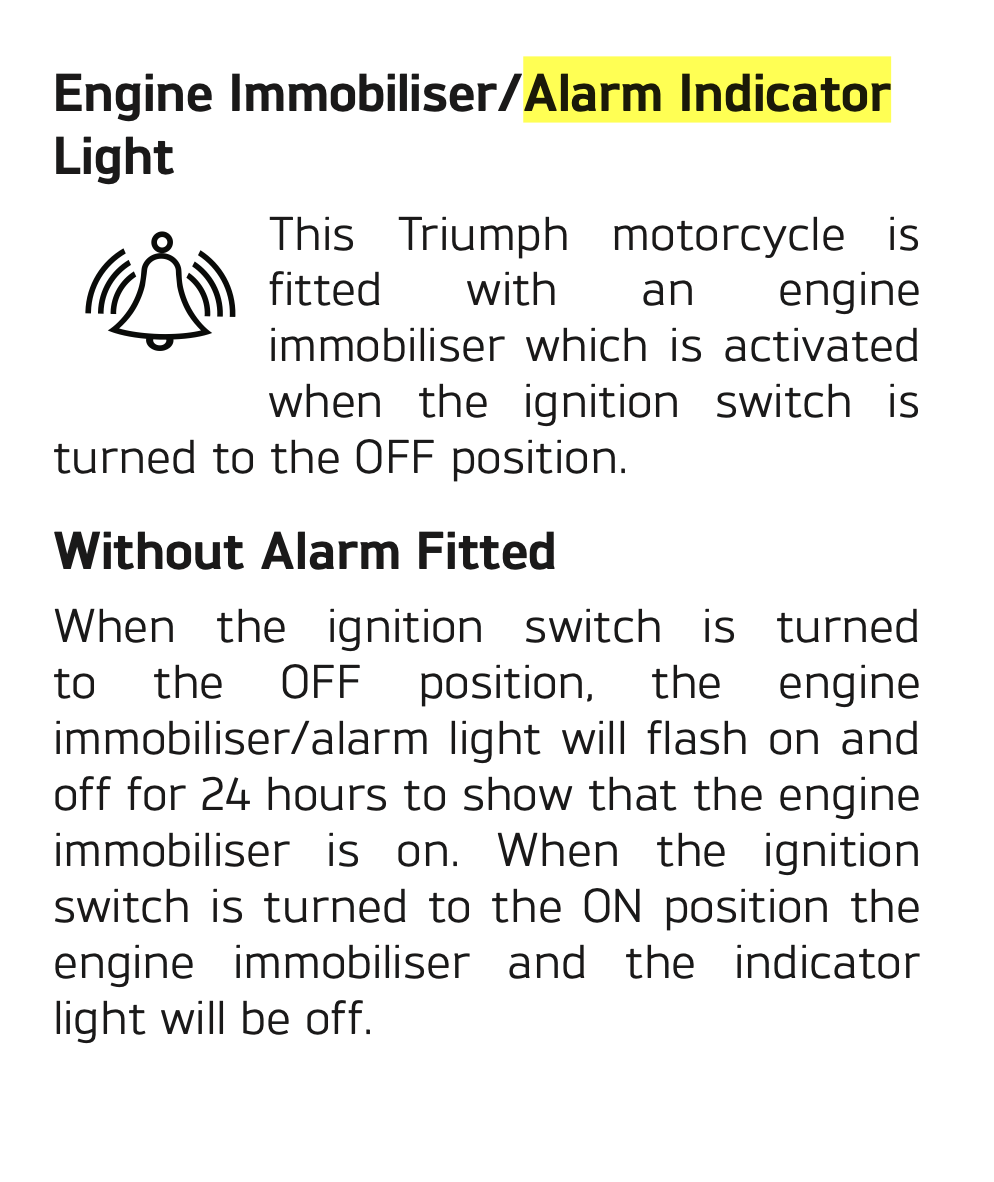 Engine Immobiliser/Alarm Indicator
Light
This Triumph motorcycle is
fitted with an engine
immobiliser which is activated
when the ignition switch is
turned to the OFF position.
Without Alarm Fitted
When the ignition switch is turned
to the OFF position, the engine
immobiliser/alarm light will flash on and
off for 24 hours to show that the engine
immobiliser is on. When the ignition
switch is turned to the ON position the
engine immobiliser and the indicator
light will be off.